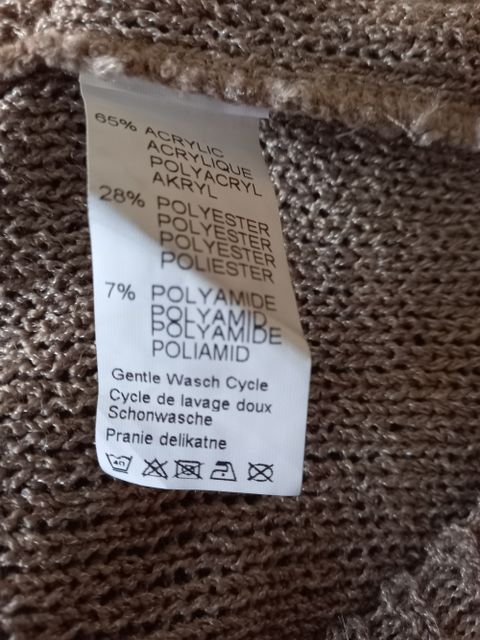 65% ACRYLIC
ACRYLIQUE
POLYACRYL
AKRYL
28% POLYESTER
POLYESTER
POLYESTER
POLIESTER
7% POLYAMIDE
POLYAMID
POLYAMIDE
POLIAMID
Gentle Wasch Cycle
Cycle de lavage doux
Schonwasche
Pranie delikatne
40